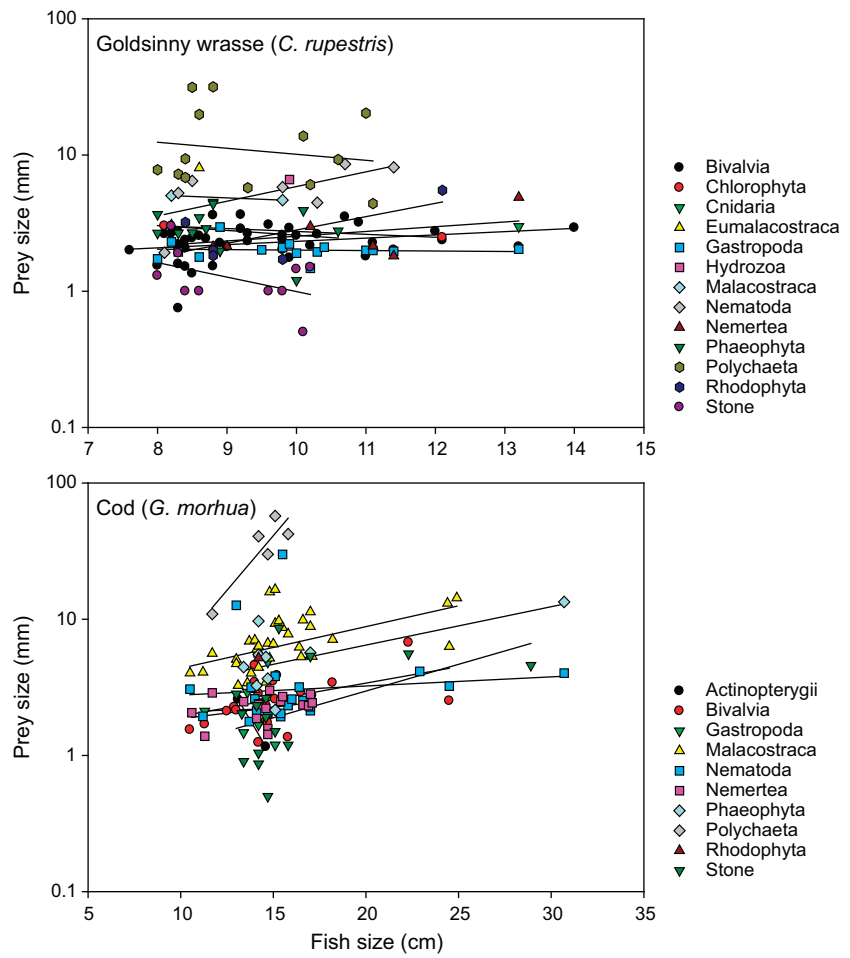 Goldsinny wrasse (C. rupestris)
Prey size (mm)
100
10
1
0.1
7 8 9 10 11 12 13 14 15
Bivalvia
Chlorophyta
Cnidaria
Eumalacostraca
Gastropoda
Hydrozoa
Malacostraca
Nematoda
Nemertea
Phaeophyta
Polychaeta
Rhodophyta
Stone
Cod (G. morhua)
Prey size (mm)
100
10
1
0.1
5 10 15 20 25 30 35
Fish size (cm)
Actinopterygii
Bivalvia
Gastropoda
Malacostraca
Nematoda
Nemertea
Phaeophyta
Polychaeta
Rhodophyta
Stone